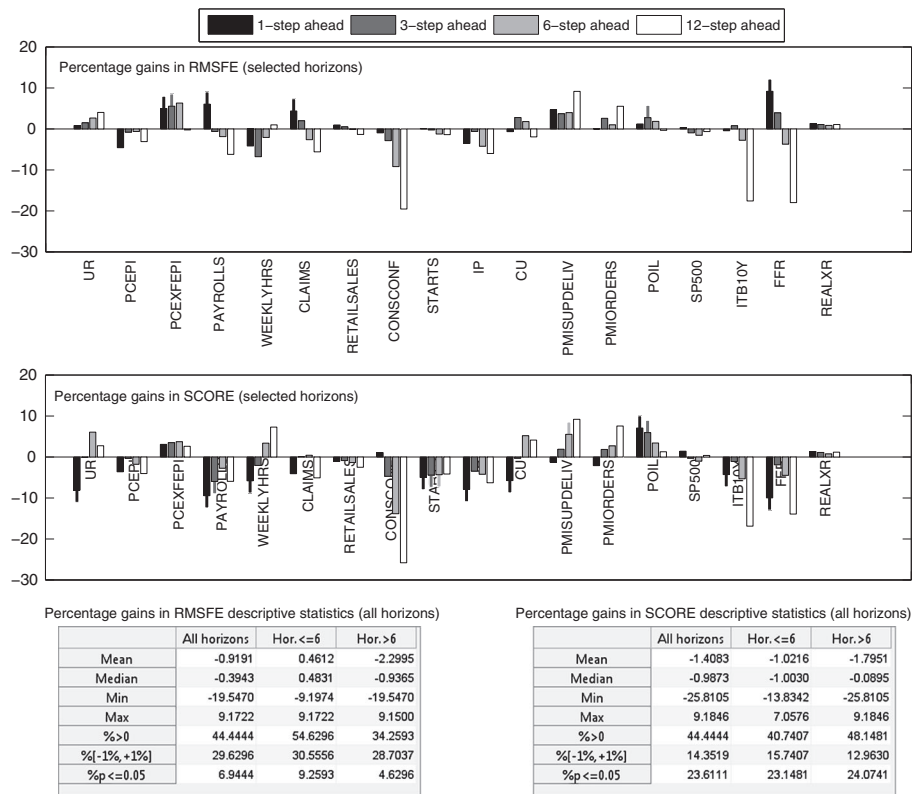 1−step ahead 3−step ahead 6−step ahead 12−step ahead
Percentage gains in RMSFE (selected horizons)
20
10
0
−10
−20
−30
UR PCEPI PCEXFEPI PAYROLLS WEEKLYHRS CLAIMS RETAILSALES CONSCONF STARTS IP CU PMISUPDELIV PMIORDERS POIL SP500 ITB10Y FFR REALXR
Percentage gains in SCORE (selected horizons)
20
10
0
−10
−20
−30
UR PCEPI PCEXFEPI PAYROLLS WEEKLYHRS CLAIMS RETAILSALES CONSCONF STARTS IP CU PMISUPDELIV PMIORDERS POIL SP500 ITB10Y FFR REALXR
Percentage gains in RMSFE descriptive statistics (all horizons)
All horizons Hor.<=6 Hor.>6
Mean -0.9191 0.4612 -2.2995
Median -0.3943 0.4831 -0.9365
Min -19.5470 -9.1974 -19.5470
Max 9.1722 9.1722 9.1500
%>0 44.4444 54.6296 34.2593
%[-1%, +1%] 29.6296 30.5556 28.7037
%p<=0.05 6.9444 9.2593 4.6296
Percentage gains in SCORE descriptive statistics (all horizons)
All horizons Hor.<=6 Hor.>6
Mean -1.4083 -1.0216 -1.7951
Median -0.9873 -1.0030 -0.0895
Min -25.8105 -13.8342 -25.8105
Max 9.1846 7.0576 9.1846
%>0 44.4444 40.7407 48.1481
%[-1%, +1%] 14.3519 15.7407 12.9630
%p<=0.05 23.6111 23.1481 24.0741